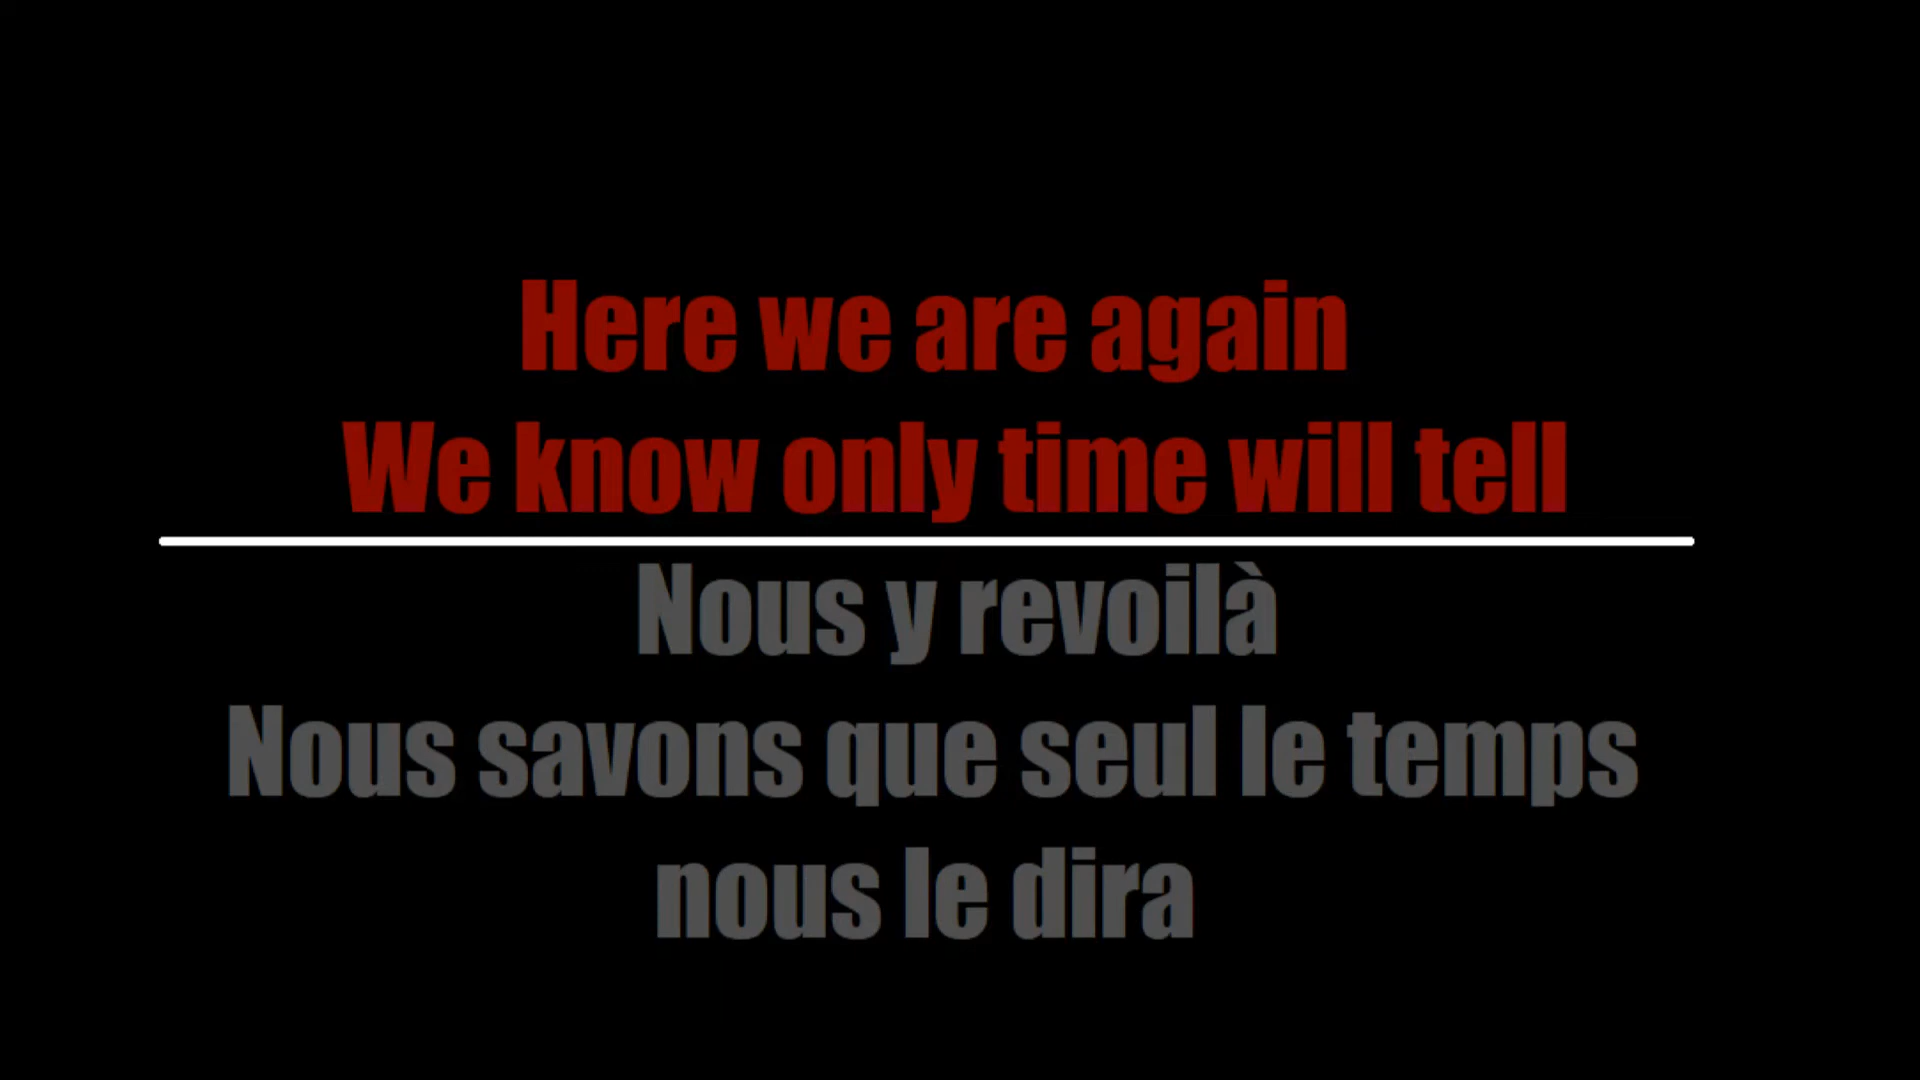 Here we are again
We know only time will tell
Nous y revoilà
Nous savons que seul le temps
nous le dira